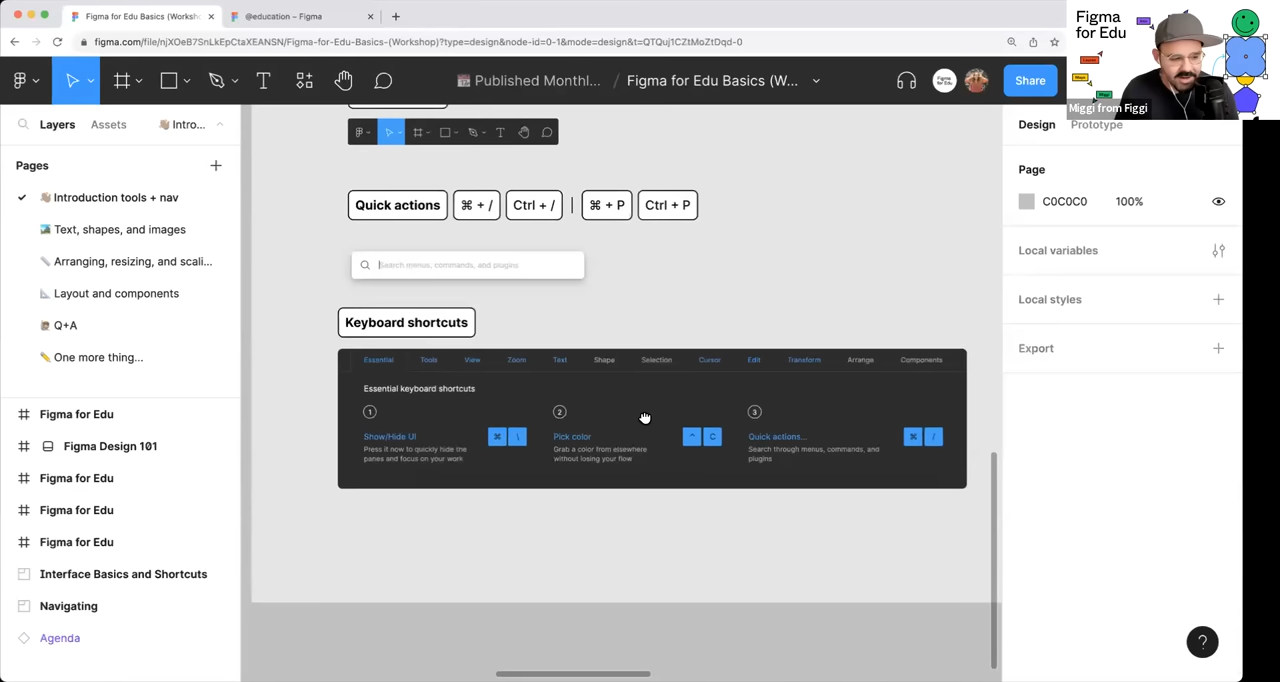 Figma for Edu Basics (Worksh
@education – Figma
figma.com/file/njXOeB7SnLkEpCtaXEANSN/Figma-for-Edu-Basics-(Workshop)?type=design&node-id=0-1&mode=design&t=QTQuj1CZtMoZtDqd-0
Figma
for Edu
Miggi from Figgi
Published Monthl... / Figma for Edu Basics (W...
Share
Layers
Assets
Intro...
Design
Prototype
Pages
Introduction tools + nav
Text, shapes, and images
Arranging, resizing, and scali...
Layout and components
Q+A
One more thing...
Figma for Edu
Figma Design 101
Figma for Edu
Figma for Edu
Figma for Edu
Interface Basics and Shortcuts
Navigating
Agenda
Quick actions ⌘ + / Ctrl + / | ⌘ + P Ctrl + P
Search menus, commands, and plugins
Keyboard shortcuts
Essential Tools View Zoom Text Shape Selection Cursor Edit Transform Arrange Components
Essential keyboard shortcuts
1
Show/Hide UI
⌘ \
Press it now to quickly hide the
panes and focus on your work
2
Pick color
^ C
Grab a color from elsewhere
without losing your flow
3
Quick actions...
⌘ /
Search through menus, commands, and
plugins
Page
C0C0C0 100%
Local variables
Local styles
Export
?